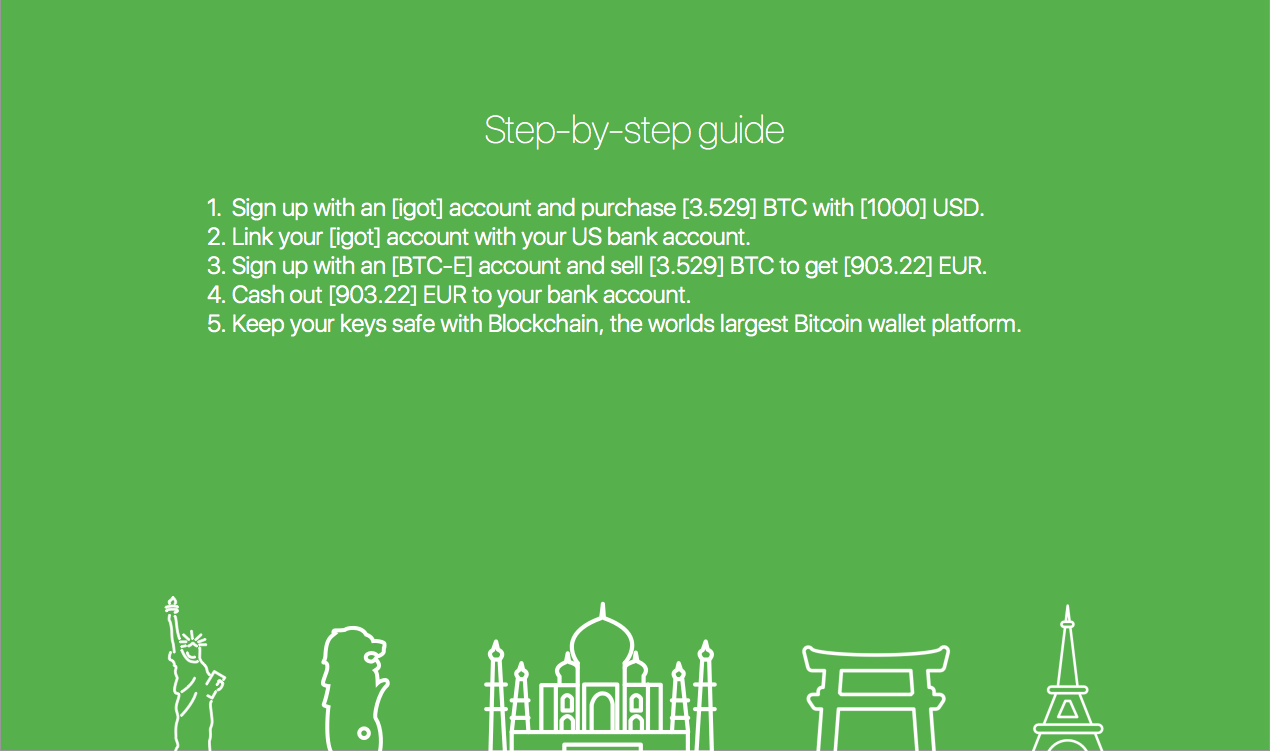 Step-by-step guide
1. Sign up with an [igot] account and purchase [3.529] BTC with [1000] USD.
2. Link your [igot] account with your US bank account.
3. Sign up with an [BTC-E] account and sell [3.529] BTC to get [903.22] EUR.
4. Cash out [903.22] EUR to your bank account.
5. Keep your keys safe with Blockchain, the worlds largest Bitcoin wallet platform.